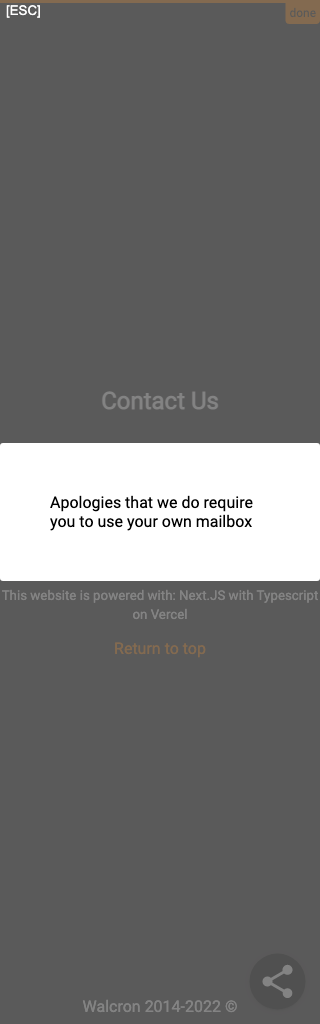 [ESC]
done
Contact Us
Apologies that we do require
you to use your own mailbox
This website is powered with: Next.JS with Typescript
on Vercel
Return to top
Walcron 2014-2022 ©